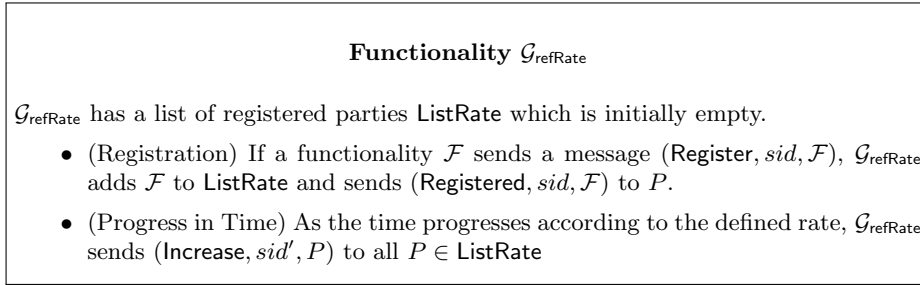 Functionality 𝒢refRate
𝒢refRate has a list of registered parties ListRate which is initially empty.
• (Registration) If a functionality ℱ sends a message (Register, sid, ℱ), 𝒢refRate
adds ℱ to ListRate and sends (Registered, sid, ℱ) to P.
• (Progress in Time) As the time progresses according to the defined rate, 𝒢refRate
sends (Increase, sid′, P) to all P ∈ ListRate